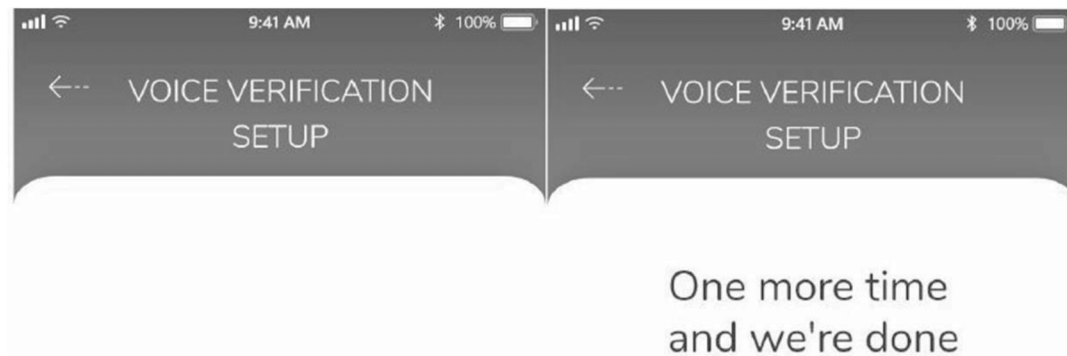 9:41 AM 100%
VOICE VERIFICATION
SETUP
9:41 AM 100%
VOICE VERIFICATION
SETUP
One more time
and we're done